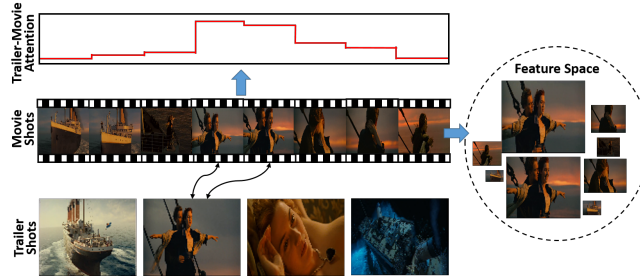 Trailer-Movie
Attention
Feature Space
Movie
Shots
Trailer
Shots